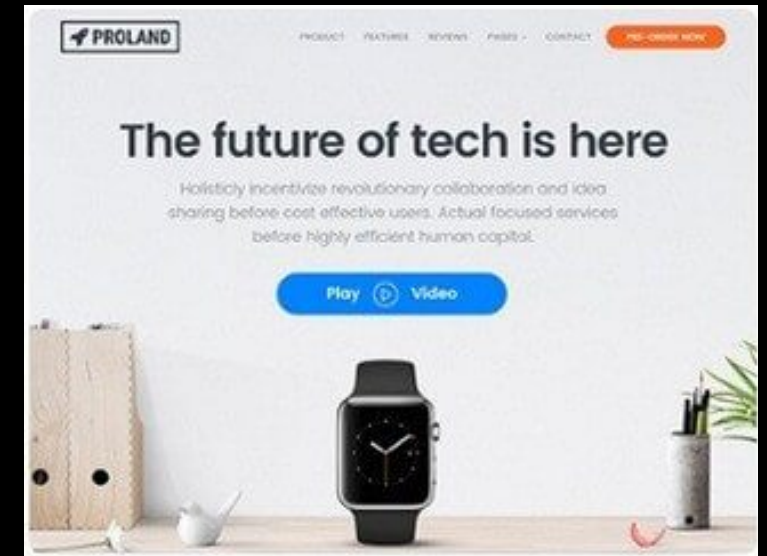 PROLAND
PRODUCT FEATURES REVIEWS PAGES CONTACT PRE-ORDER NOW
The future of tech is here
Holisticly incentivize revolutionary collaboration and idea
sharing before cost effective users. Actual focused services
before highly efficient human capital.
Play Video